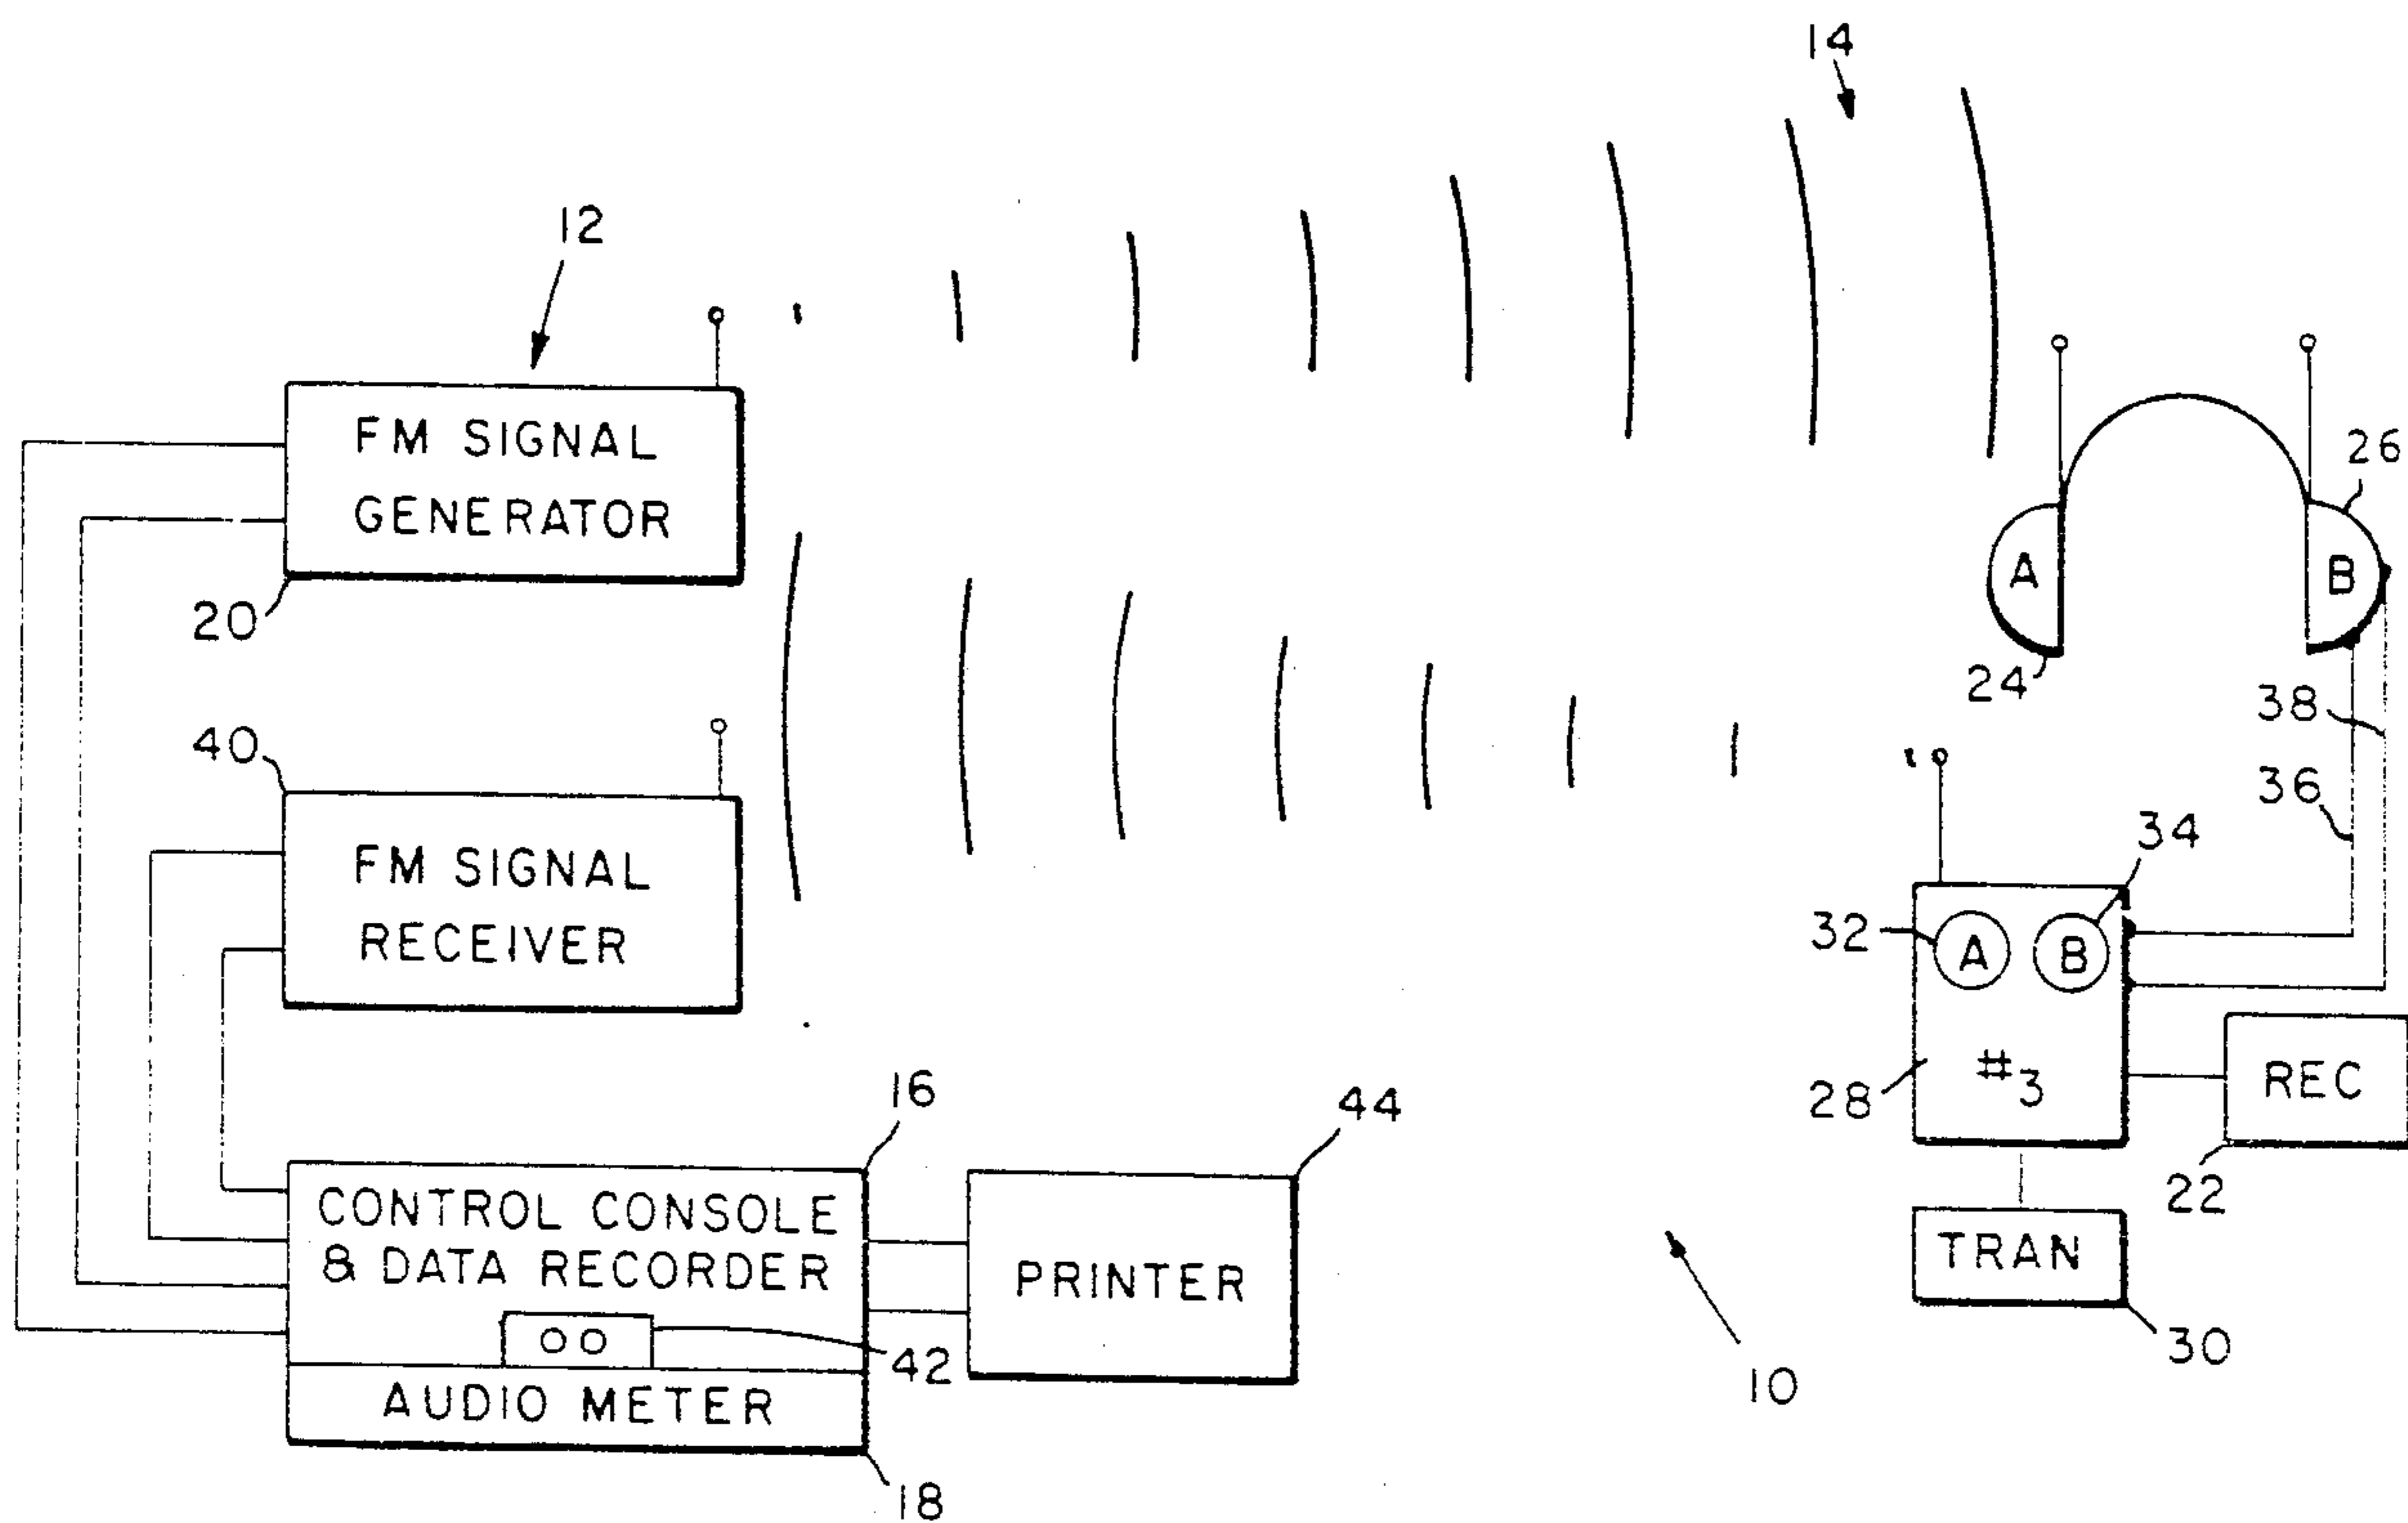 14
12
FM SIGNAL
GENERATOR
20
26
A
B
24
38
40
36
34
FM SIGNAL
RECEIVER
32
A
B
#3
28
REC
22
16
44
CONTROL CONSOLE
& DATA RECORDER
PRINTER
TRAN
30
42
10
AUDIO METER
18